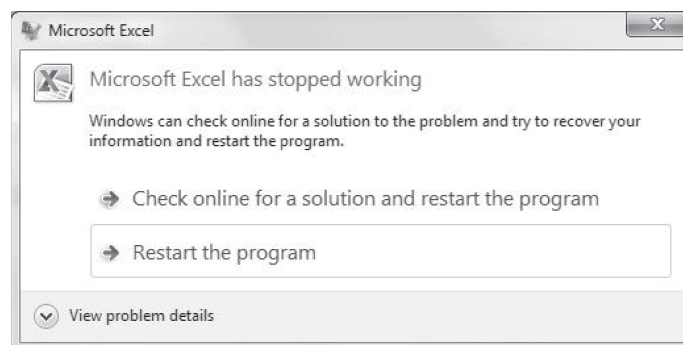 Microsoft Excel
Microsoft Excel has stopped working
Windows can check online for a solution to the problem and try to recover your
information and restart the program.
Check online for a solution and restart the program
Restart the program
View problem details